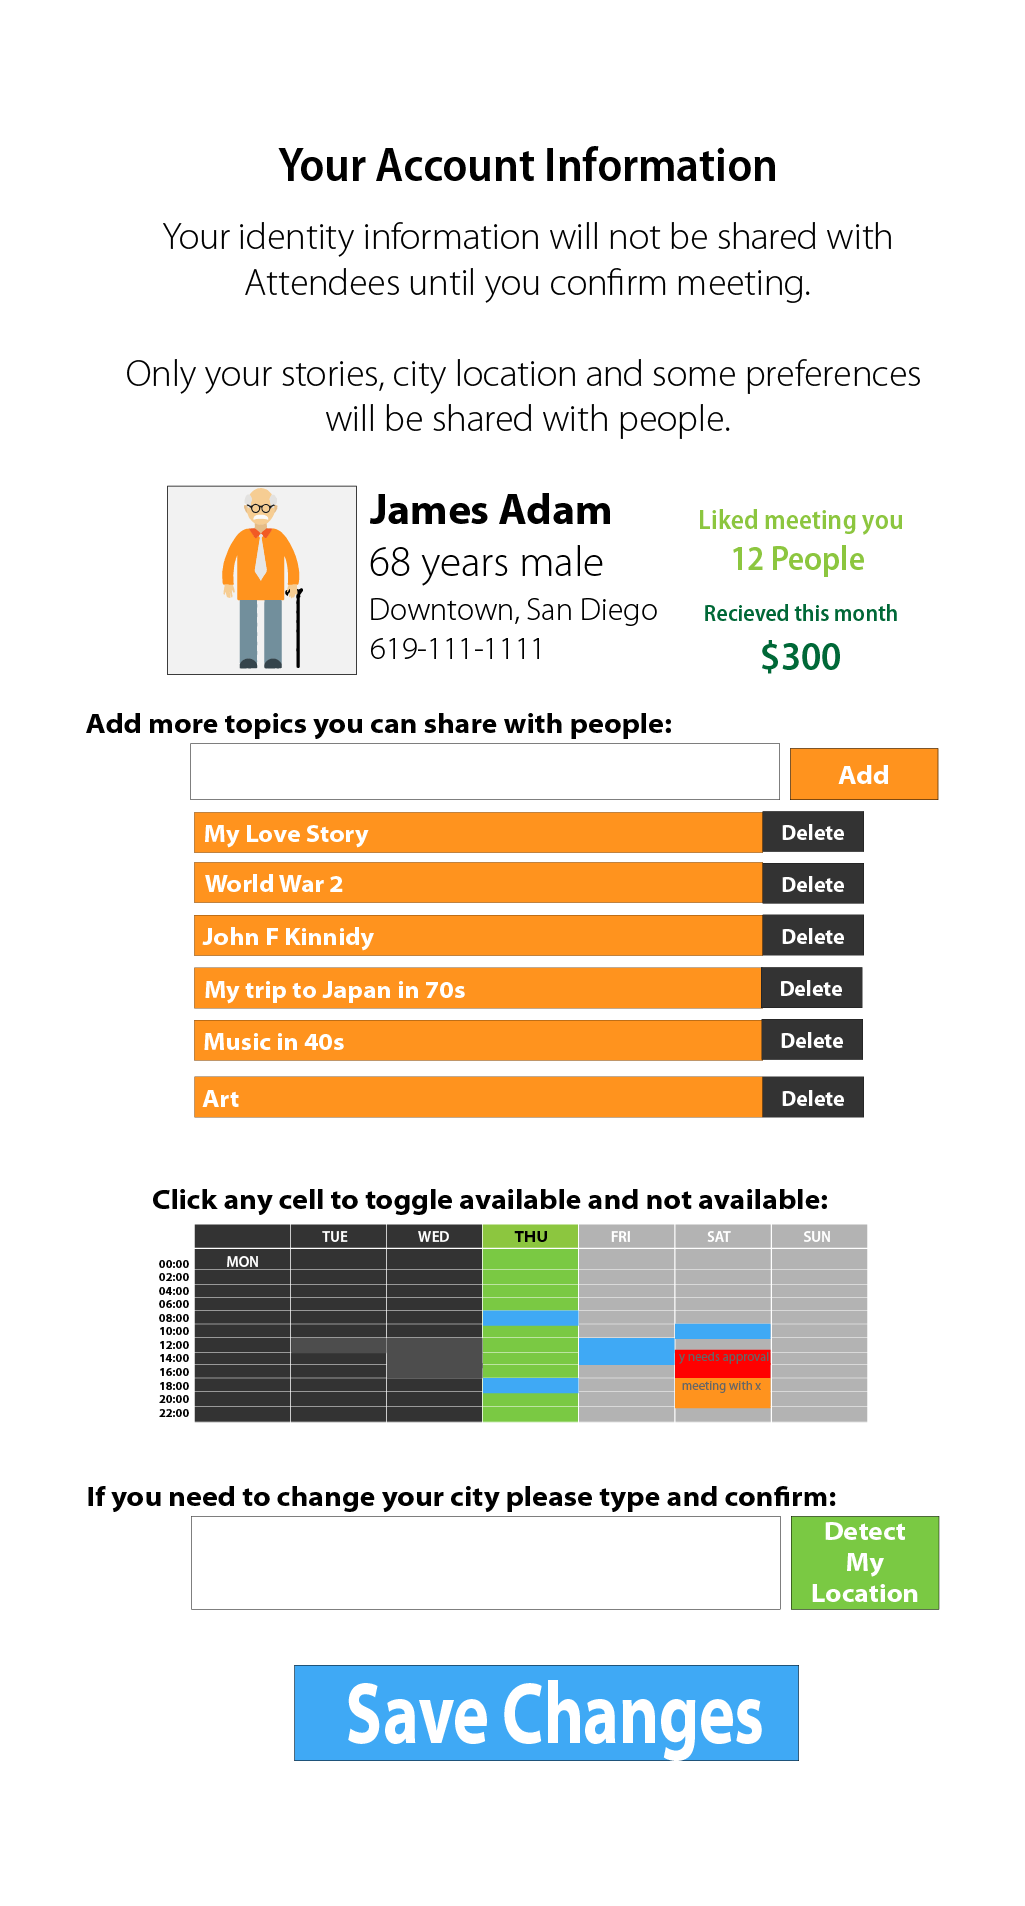 Your Account Information
Your identity information will not be shared with
Attendees until you confirm meeting.
Only your stories, city location and some preferences
will be shared with people.
James Adam
68 years male
Downtown, San Diego
619-111-1111
Liked meeting you
12 People
Recieved this month
$300
Add more topics you can share with people:
Add
My Love Story Delete
World War 2 Delete
John F Kinnidy Delete
My trip to Japan in 70s Delete
Music in 40s Delete
Art Delete
Click any cell to toggle available and not available:
TUE WED THU FRI SAT SUN
MON
00:00
02:00
04:00
06:00
08:00
10:00
12:00
14:00 y needs approval
16:00
18:00 meeting with x
20:00
22:00
If you need to change your city please type and confirm:
Detect
My
Location
Save Changes